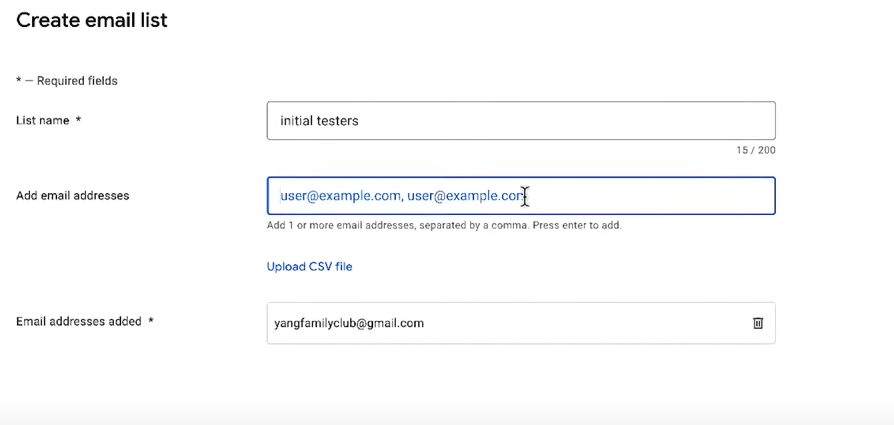 Create email list
* – Required fields
List name *
initial testers
15 / 200
Add email addresses
user@example.com, user@example.com
Add 1 or more email addresses, separated by a comma. Press enter to add.
Upload CSV file
Email addresses added *
yangfamilyclub@gmail.com